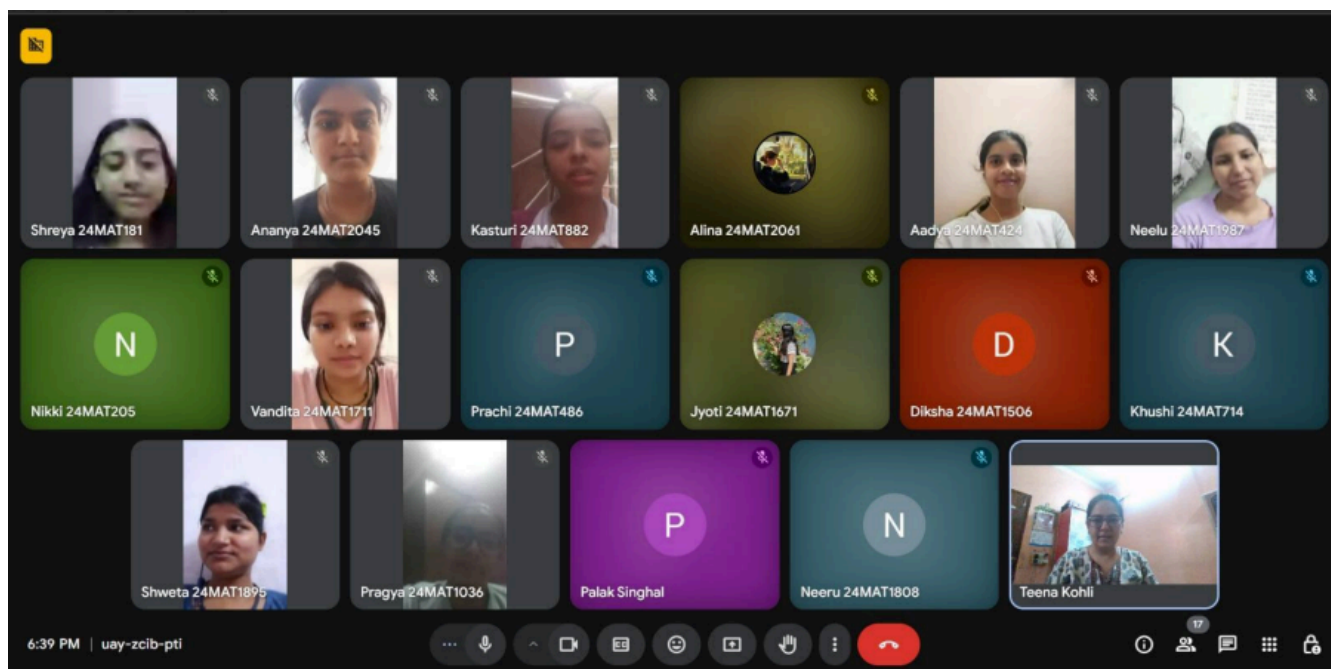 Shreya 24MAT181
Ananya 24MAT2045
Kasturi 24MAT882
Alina 24MAT2061
Aadya 24MAT424
Neelu 24MAT1987
N
Nikki 24MAT205
Vandita 24MAT1711
P
Prachi 24MAT486
Jyoti 24MAT1671
D
Diksha 24MAT1506
K
Khushi 24MAT714
Shweta 24MAT1895
Pragya 24MAT1036
P
Palak Singhal
N
Neeru 24MAT1808
Teena Kohli
6:39 PM | uay-zcib-pti
17